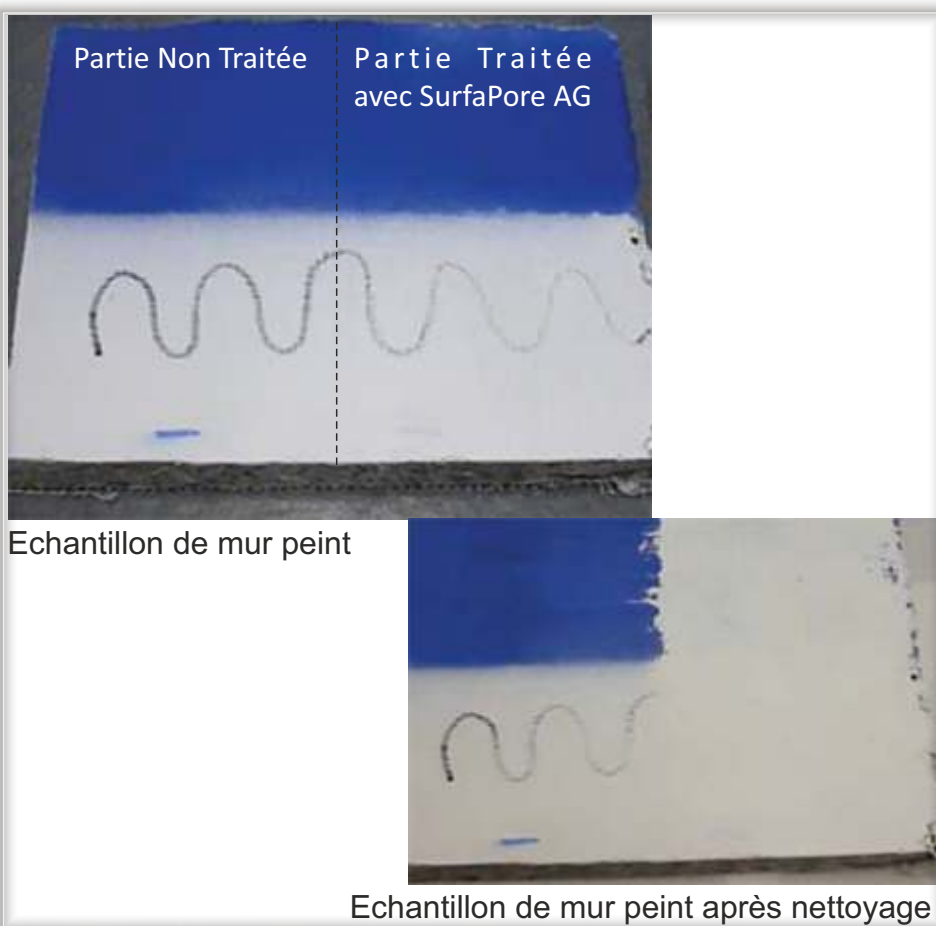 Partie Non Traitée
Partie Traitée
avec SurfaPore AG
Echantillon de mur peint
Echantillon de mur peint après nettoyage